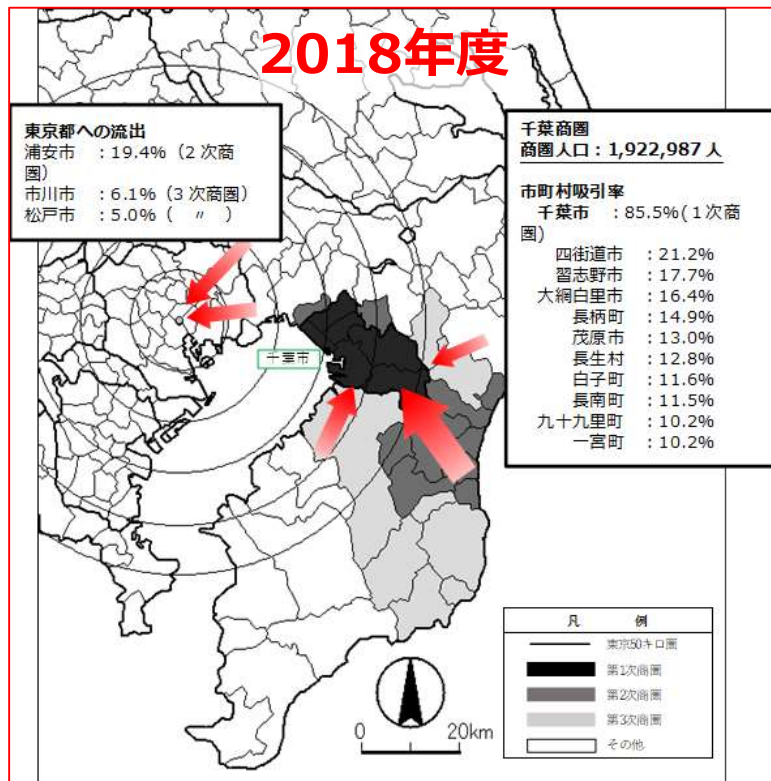 2018年度
東京都への流出
浦安市 ：19.4%（2 次商
圏）
市川市 ：6.1%（3 次商圏）
松戸市 ：5.0%（ 〃 ）
千葉商圏
商圏人口：1,922,987 人
市町村吸引率
千葉市 ：85.5%(１次商
圏）
四街道市 ：21.2%
習志野市 ：17.7%
大網白里市 ：16.4%
長柄町 ：14.9%
茂原市 ：13.0%
長生村 ：12.8%
白子町 ：11.6%
長南町 ：11.5%
九十九里町 ：10.2%
一宮町 ：10.2%
千葉市
凡 例
東京50キロ圏
第1次商圏
第2次商圏
第3次商圏
その他
0 20km